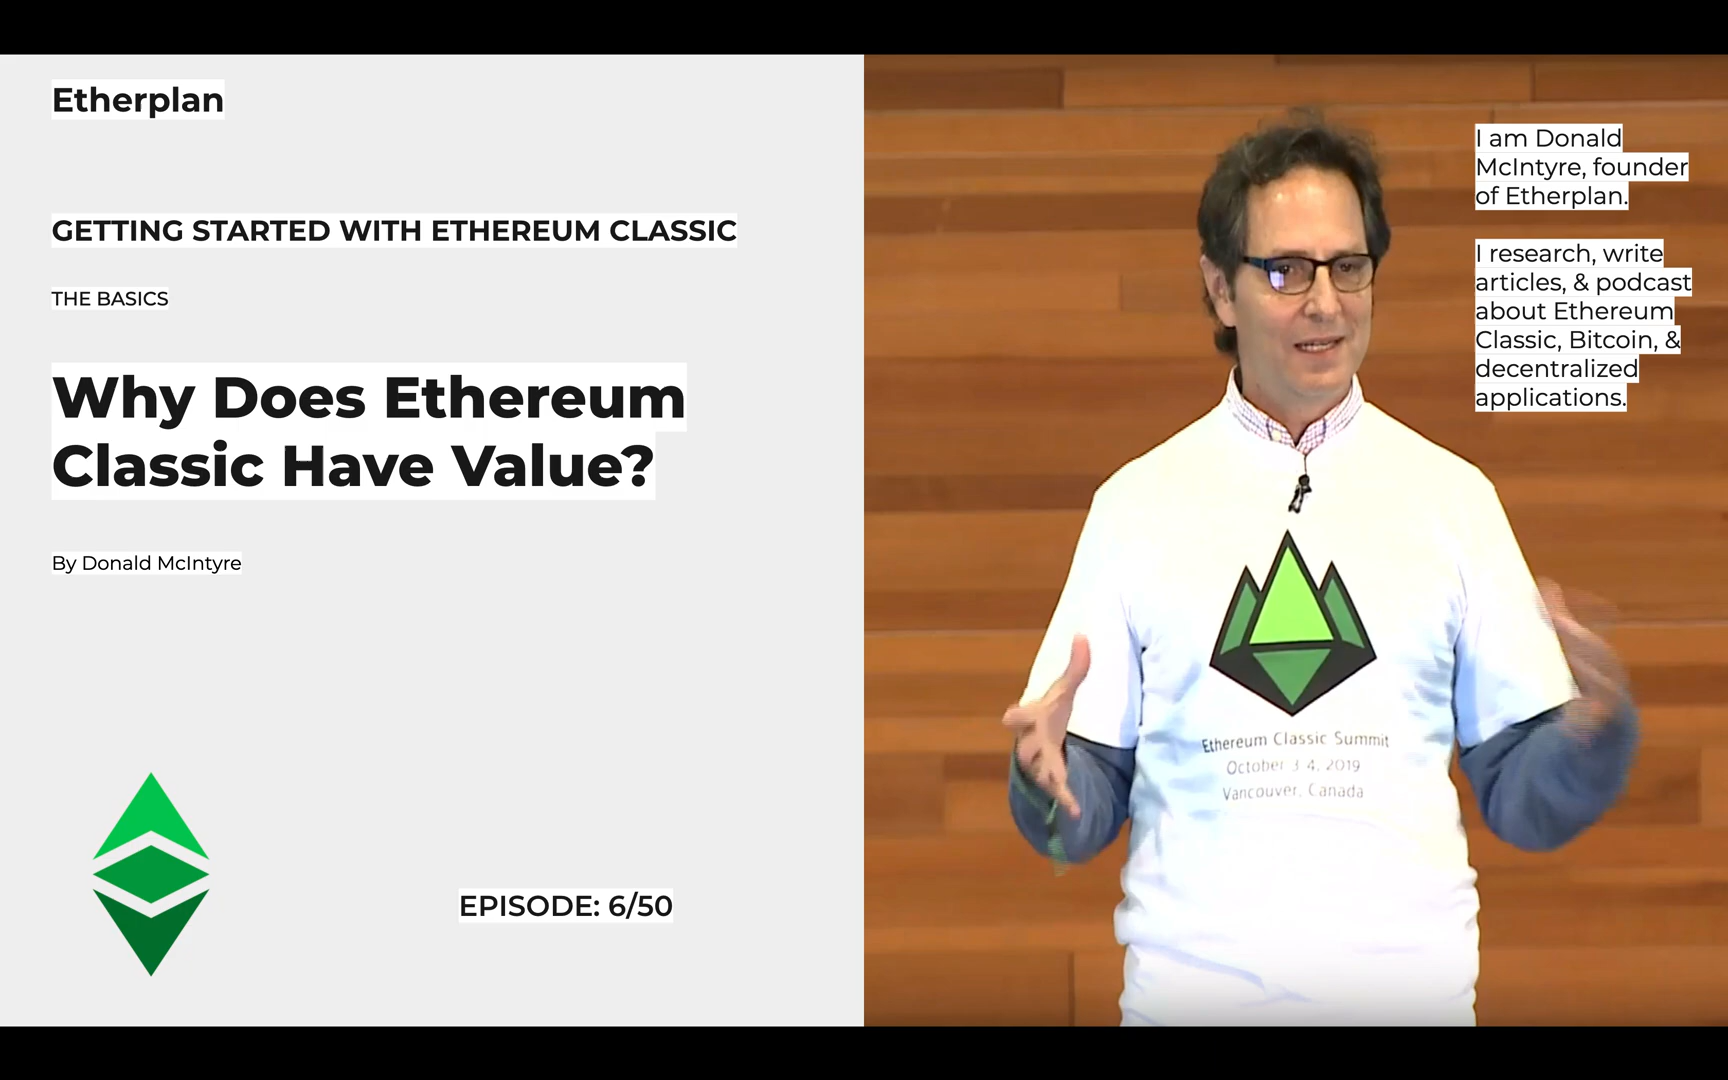 Etherplan
GETTING STARTED WITH ETHEREUM CLASSIC
THE BASICS
Why Does Ethereum
Classic Have Value?
By Donald McIntyre
EPISODE: 6/50
I am Donald
McIntyre, founder
of Etherplan.
I research, write
articles, & podcast
about Ethereum
Classic, Bitcoin, &
decentralized
applications.
Ethereum Classic Summit
October 3-4, 2019
Vancouver, Canada